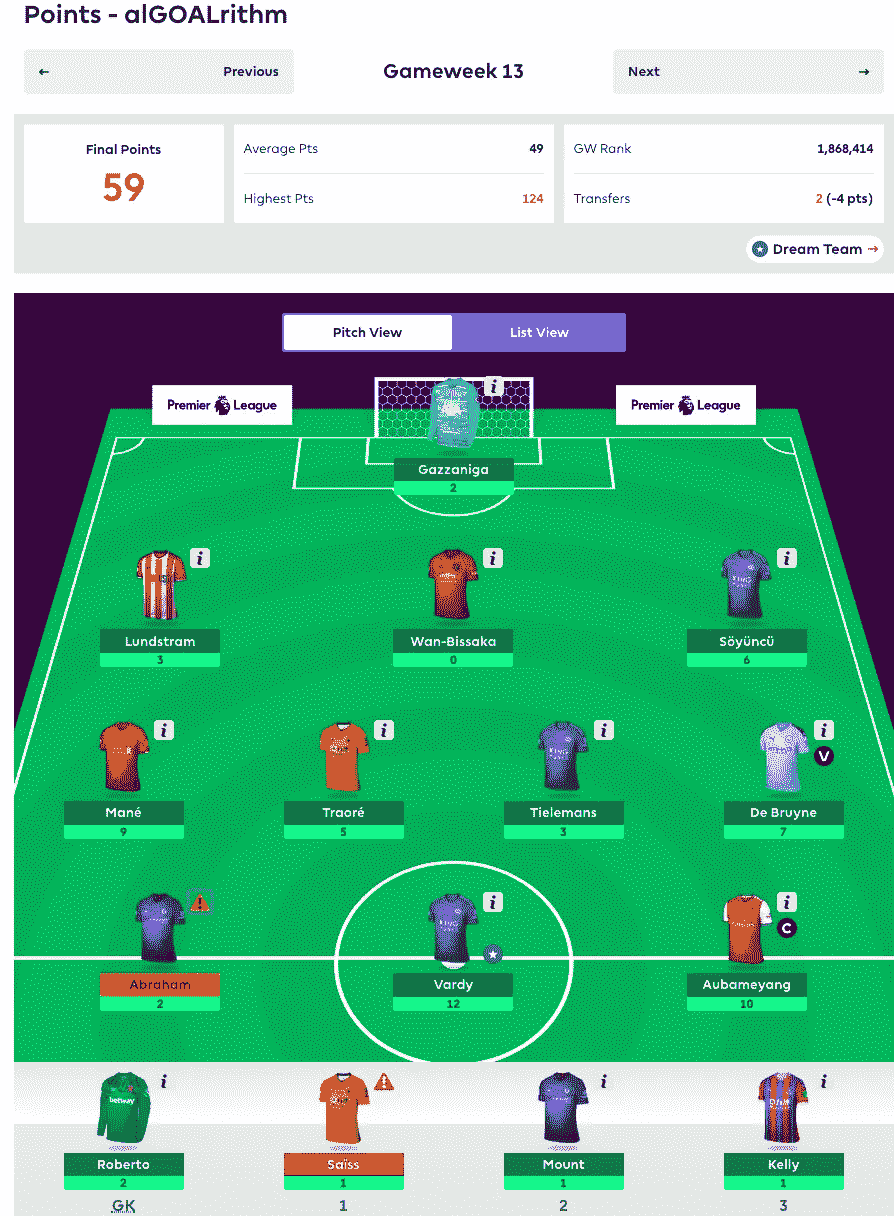 Points - alGOALrithm
← Previous Gameweek 13 Next →
Final Points
59
Average Pts 49
Highest Pts 124
GW Rank 1,868,414
Transfers 2 (-4 pts)
Dream Team →
Pitch View List View
Premier League Premier League
Gazzaniga
2
Lundstram Wan-Bissaka Söyüncü
3 0 6
V
Mané Traoré Tielemans De Bruyne
9 5 3 7
C
Abraham Vardy Aubameyang
2 12 10
betway
Roberto Saïss Mount Kelly
2 1 1 1
GK 1 2 3